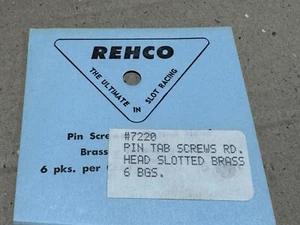 REHCO
THE ULTIMATE IN SLOT RACING
Pin Scre
Brass
6 pks. per
#7220
PIN TAB SCREWS RD.
HEAD SLOTTED BRASS
6 BGS.